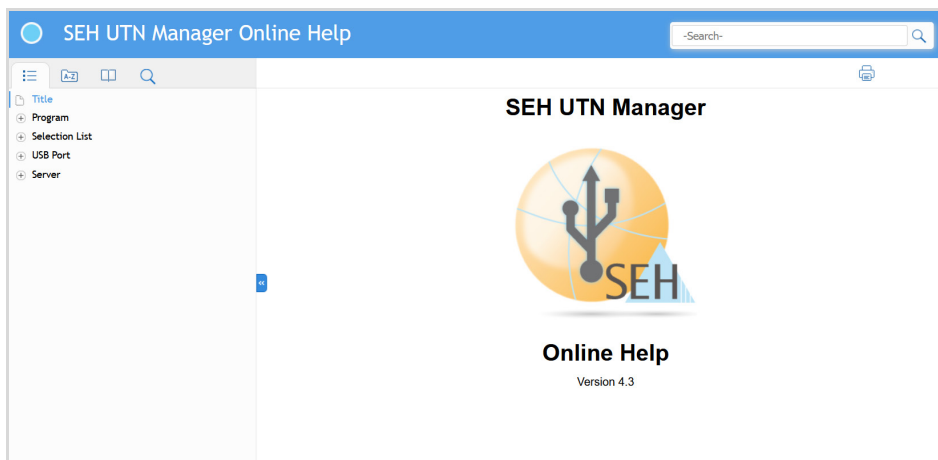 SEH UTN Manager Online Help
-Search-
A-Z
Title
Program
Selection List
USB Port
Server
SEH UTN Manager
SEH
Online Help
Version 4.3